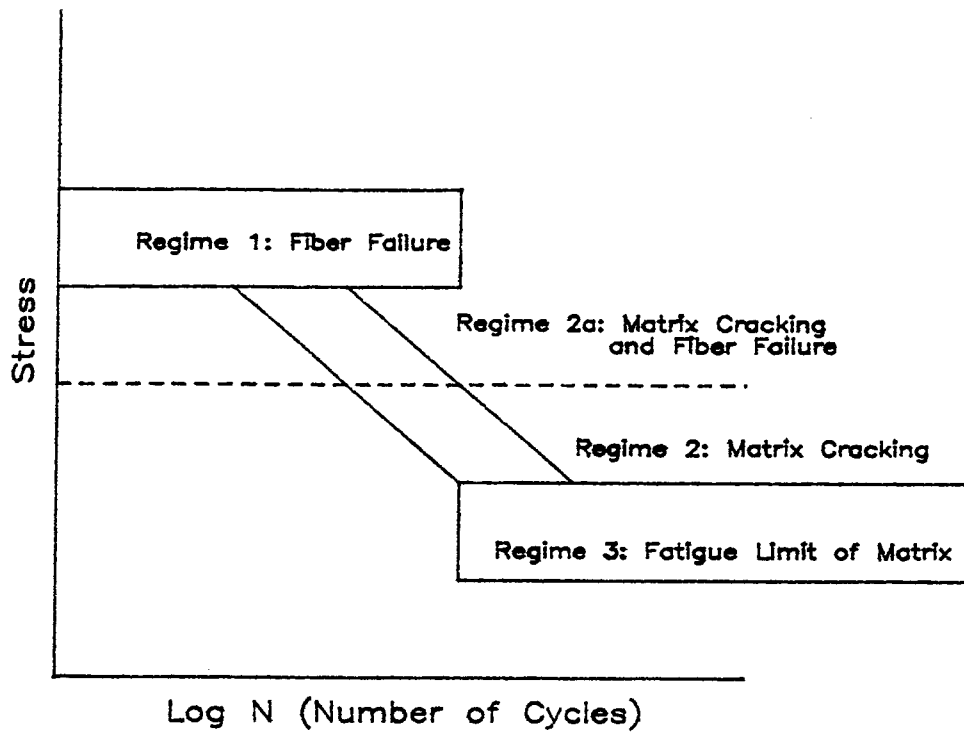 Regime 1: Fiber Failure
Regime 2a: Matrix Cracking
and Fiber Failure
Stress
Regime 2: Matrix Cracking
Regime 3: Fatigue Limit of Matrix
Log N (Number of Cycles)